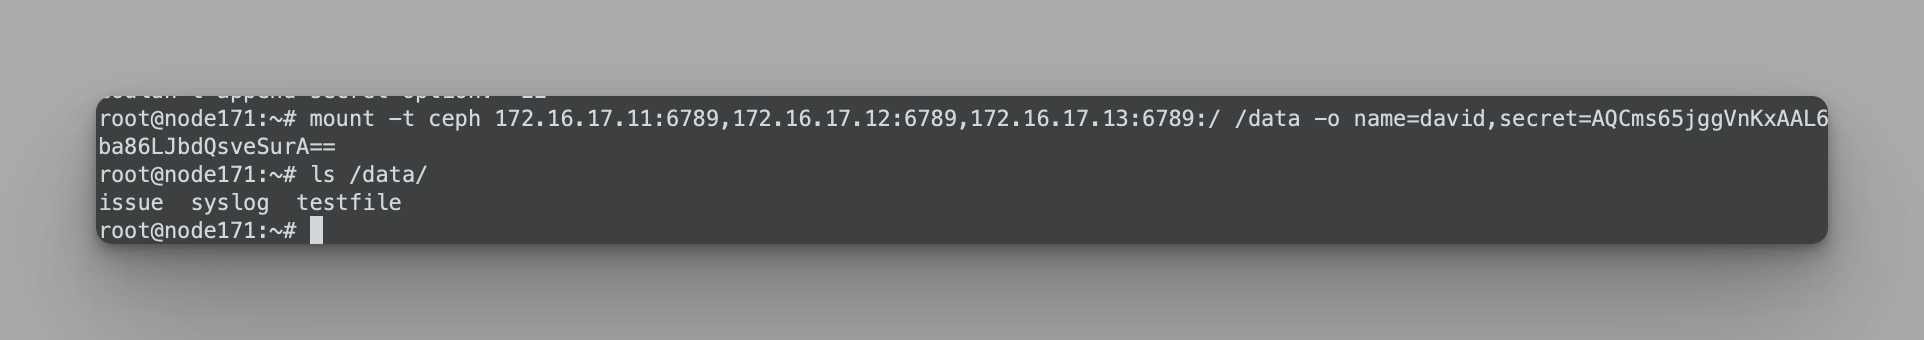 root@node171:~# mount -t ceph 172.16.17.11:6789,172.16.17.12:6789,172.16.17.13:6789:/ /data -o name=david,secret=AQCms65jggVnKxAAL6
ba86LJbdQsveSurA==
root@node171:~# ls /data/
issue  syslog  testfile
root@node171:~#